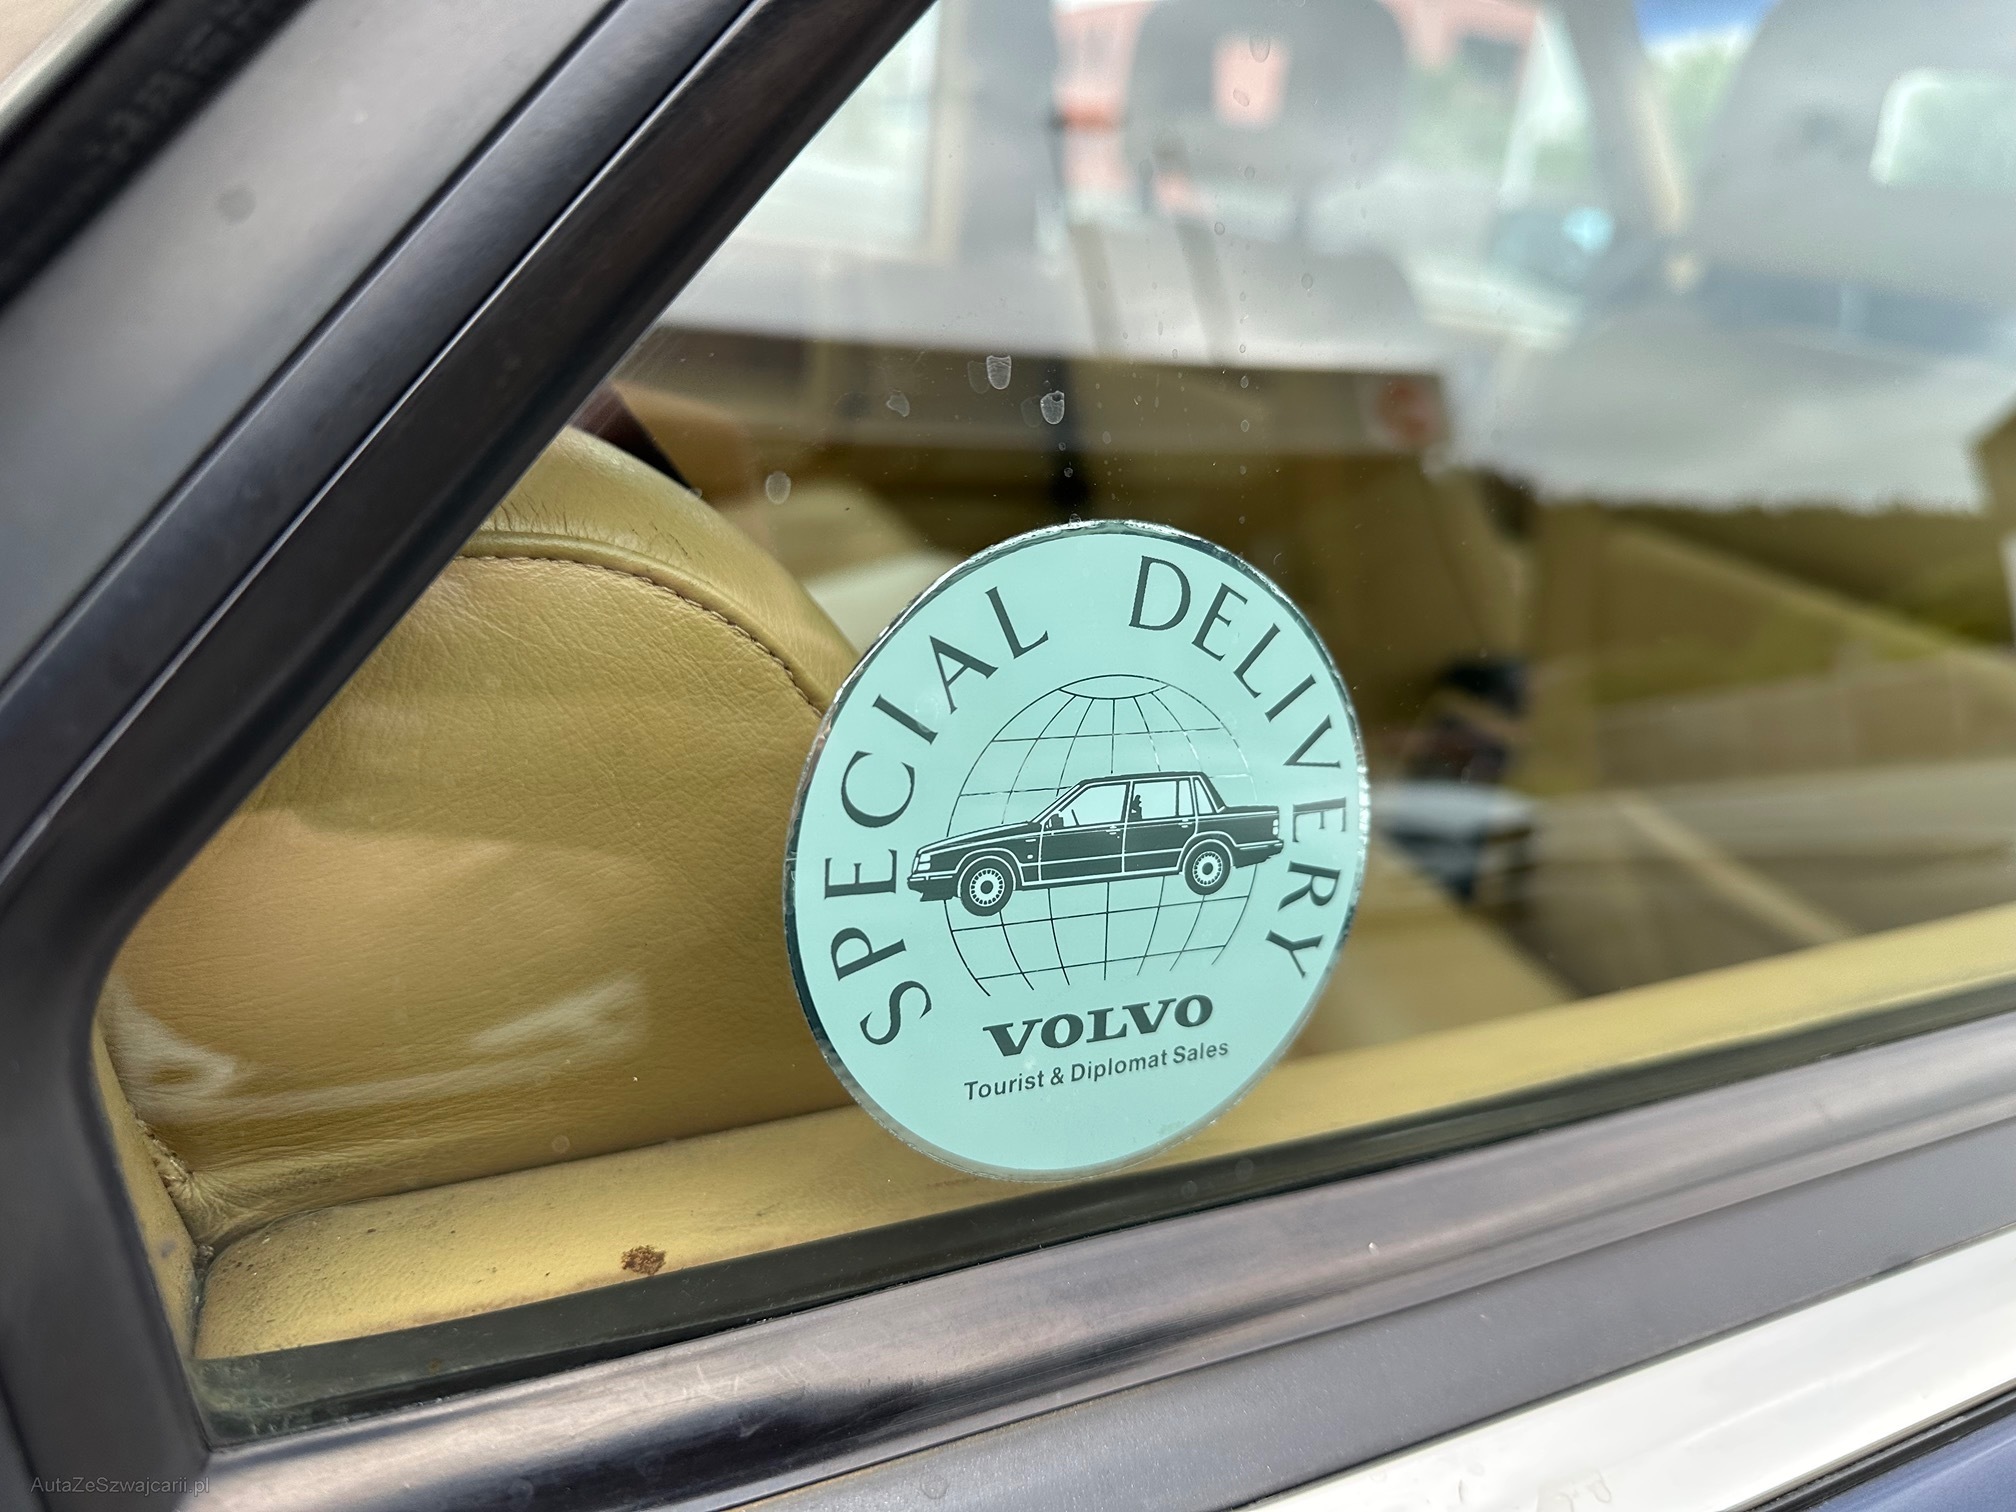 SPECIAL DELIVERY
VOLVO
Tourist & Diplomat Sales
AutaZeSzwajcarii.pl